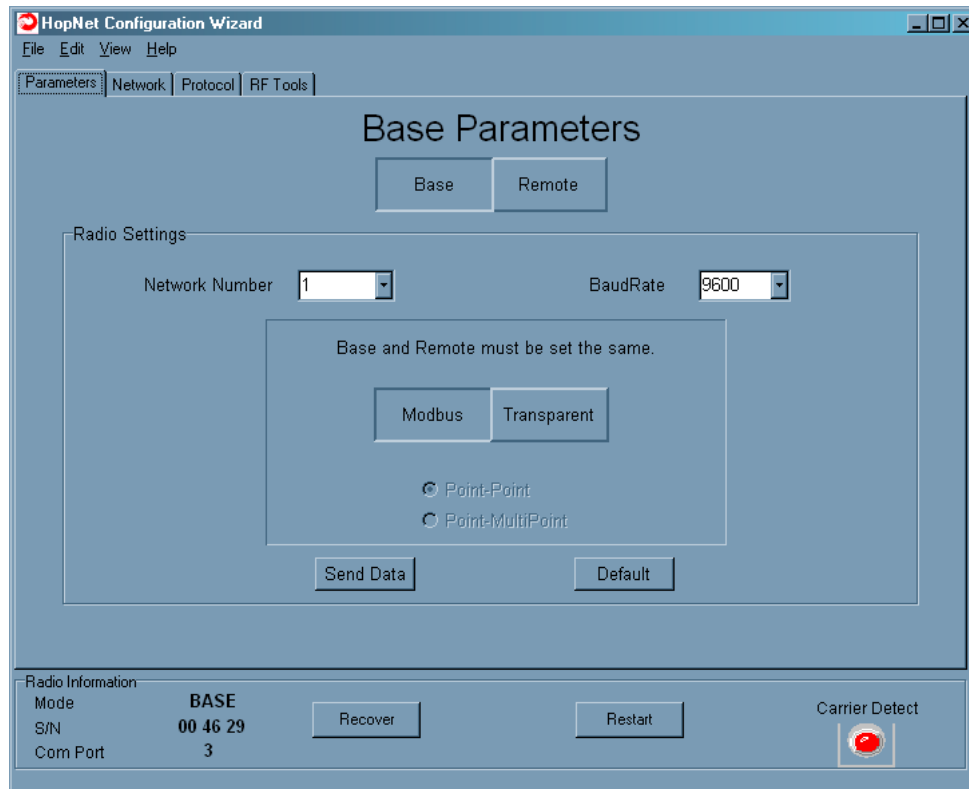 HopNet Configuration Wizard
File Edit View Help
Parameters Network Protocol RF Tools
Base Parameters
Base Remote
Radio Settings
Network Number 1 BaudRate 9600
Base and Remote must be set the same.
Modbus Transparent
Point-Point
Point-MultiPoint
Send Data Default
Radio Information
Mode BASE
S/N 00 46 29
Com Port 3
Recover Restart
Carrier Detect